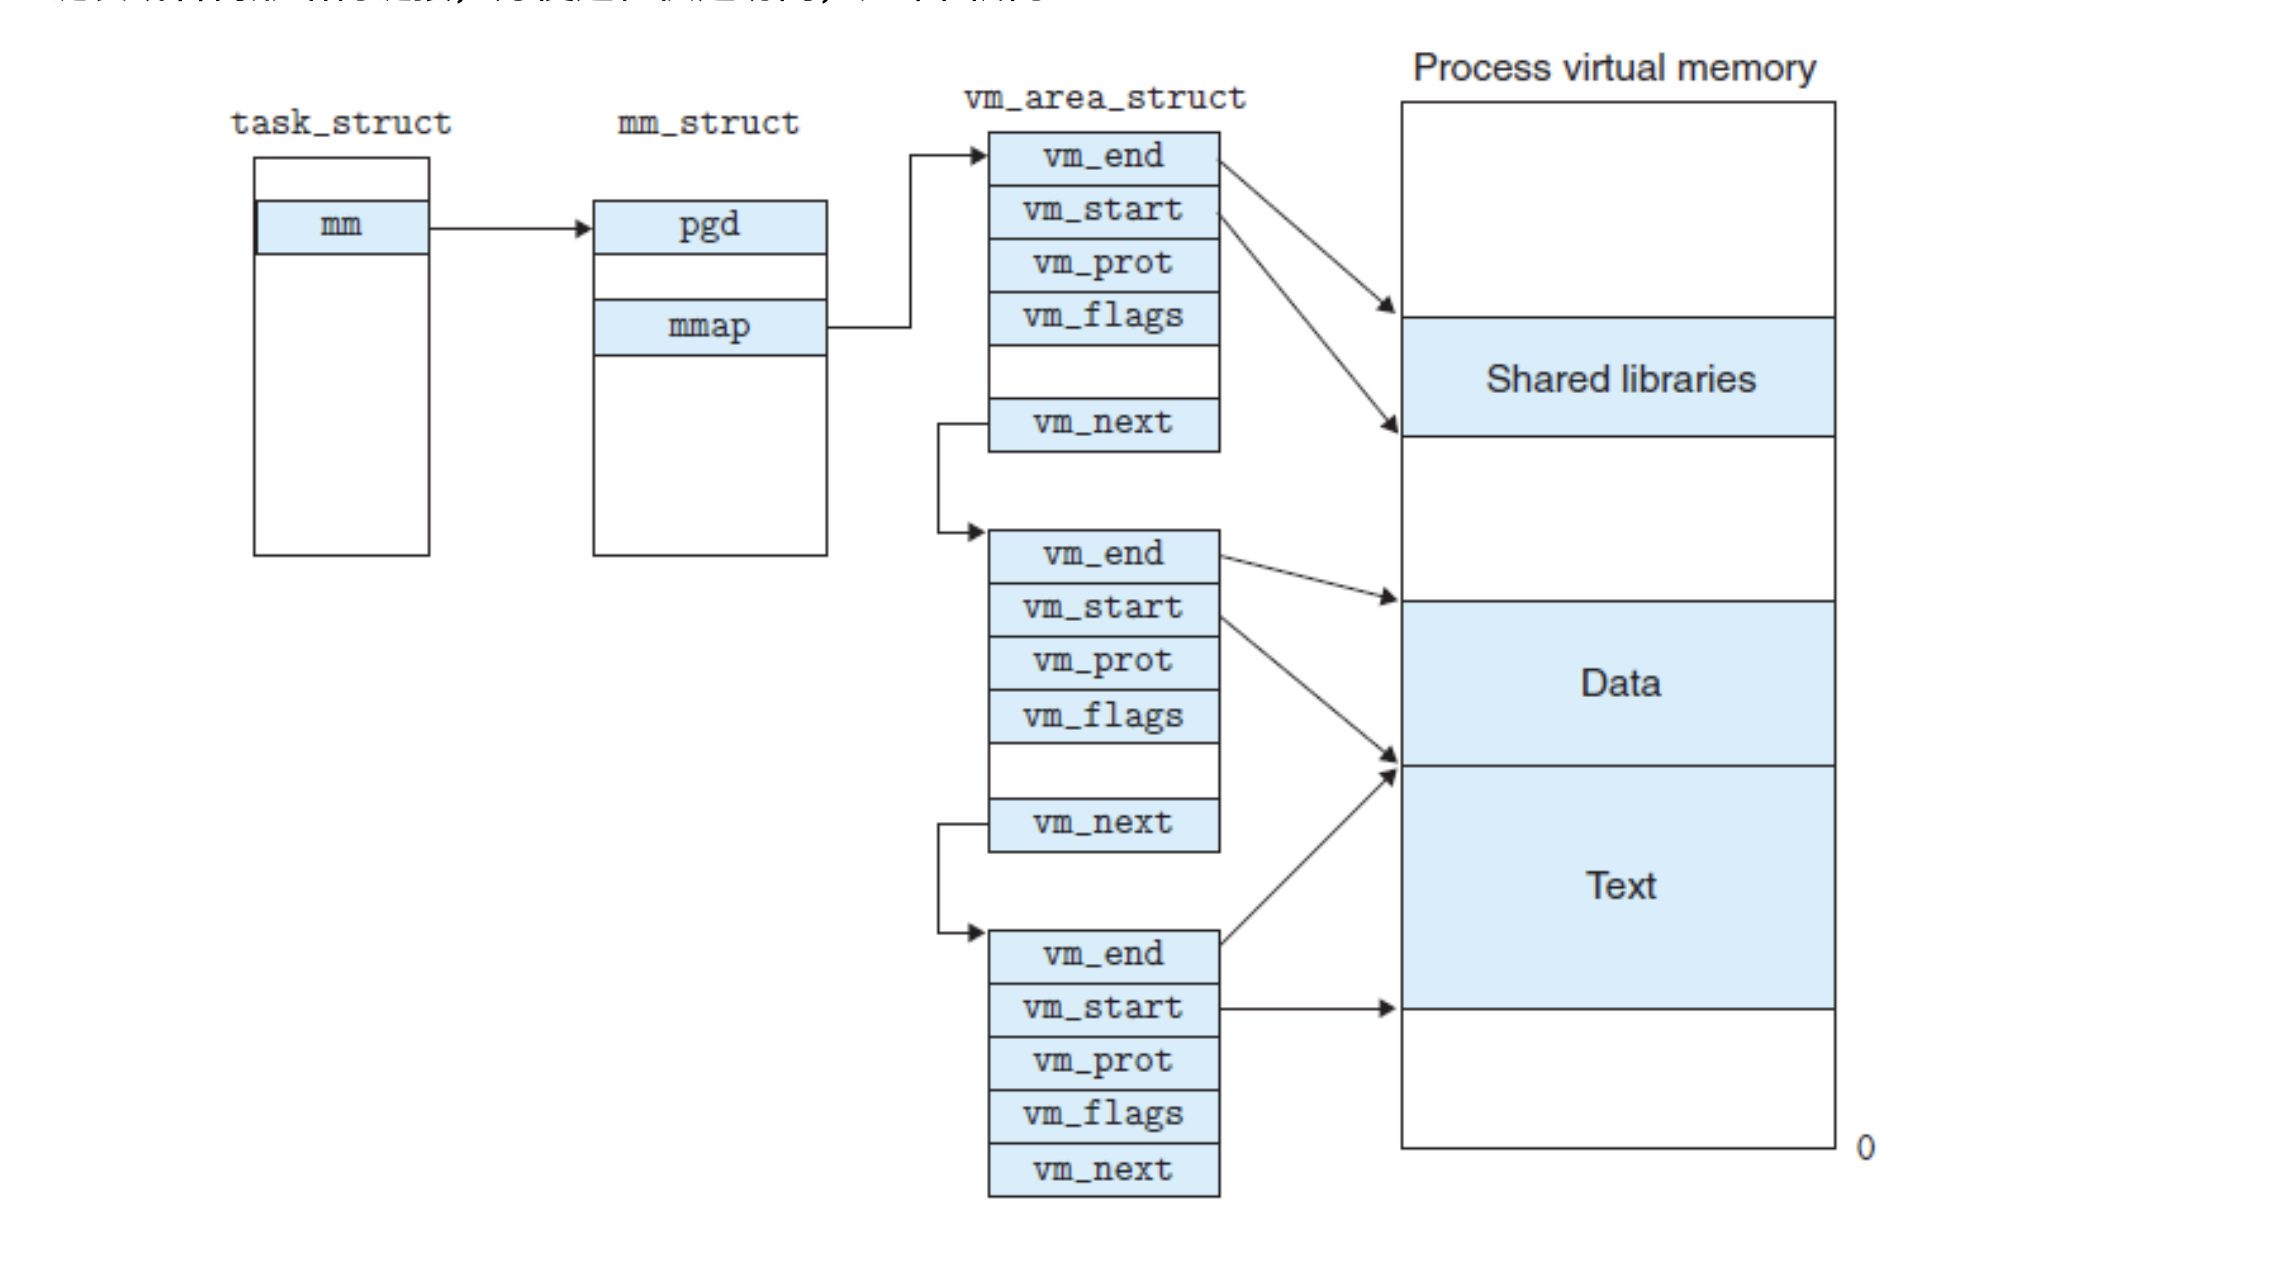 Process virtual memory
vm_area_struct
task_struct
mm_struct
vm_end
vm_start
mm
pgd
vm_prot
vm_flags
mmap
Shared libraries
vm_next
vm_end
vm_start
vm_prot
Data
vm_flags
vm_next
Text
vm_end
vm_start
vm_prot
vm_flags
0
vm_next